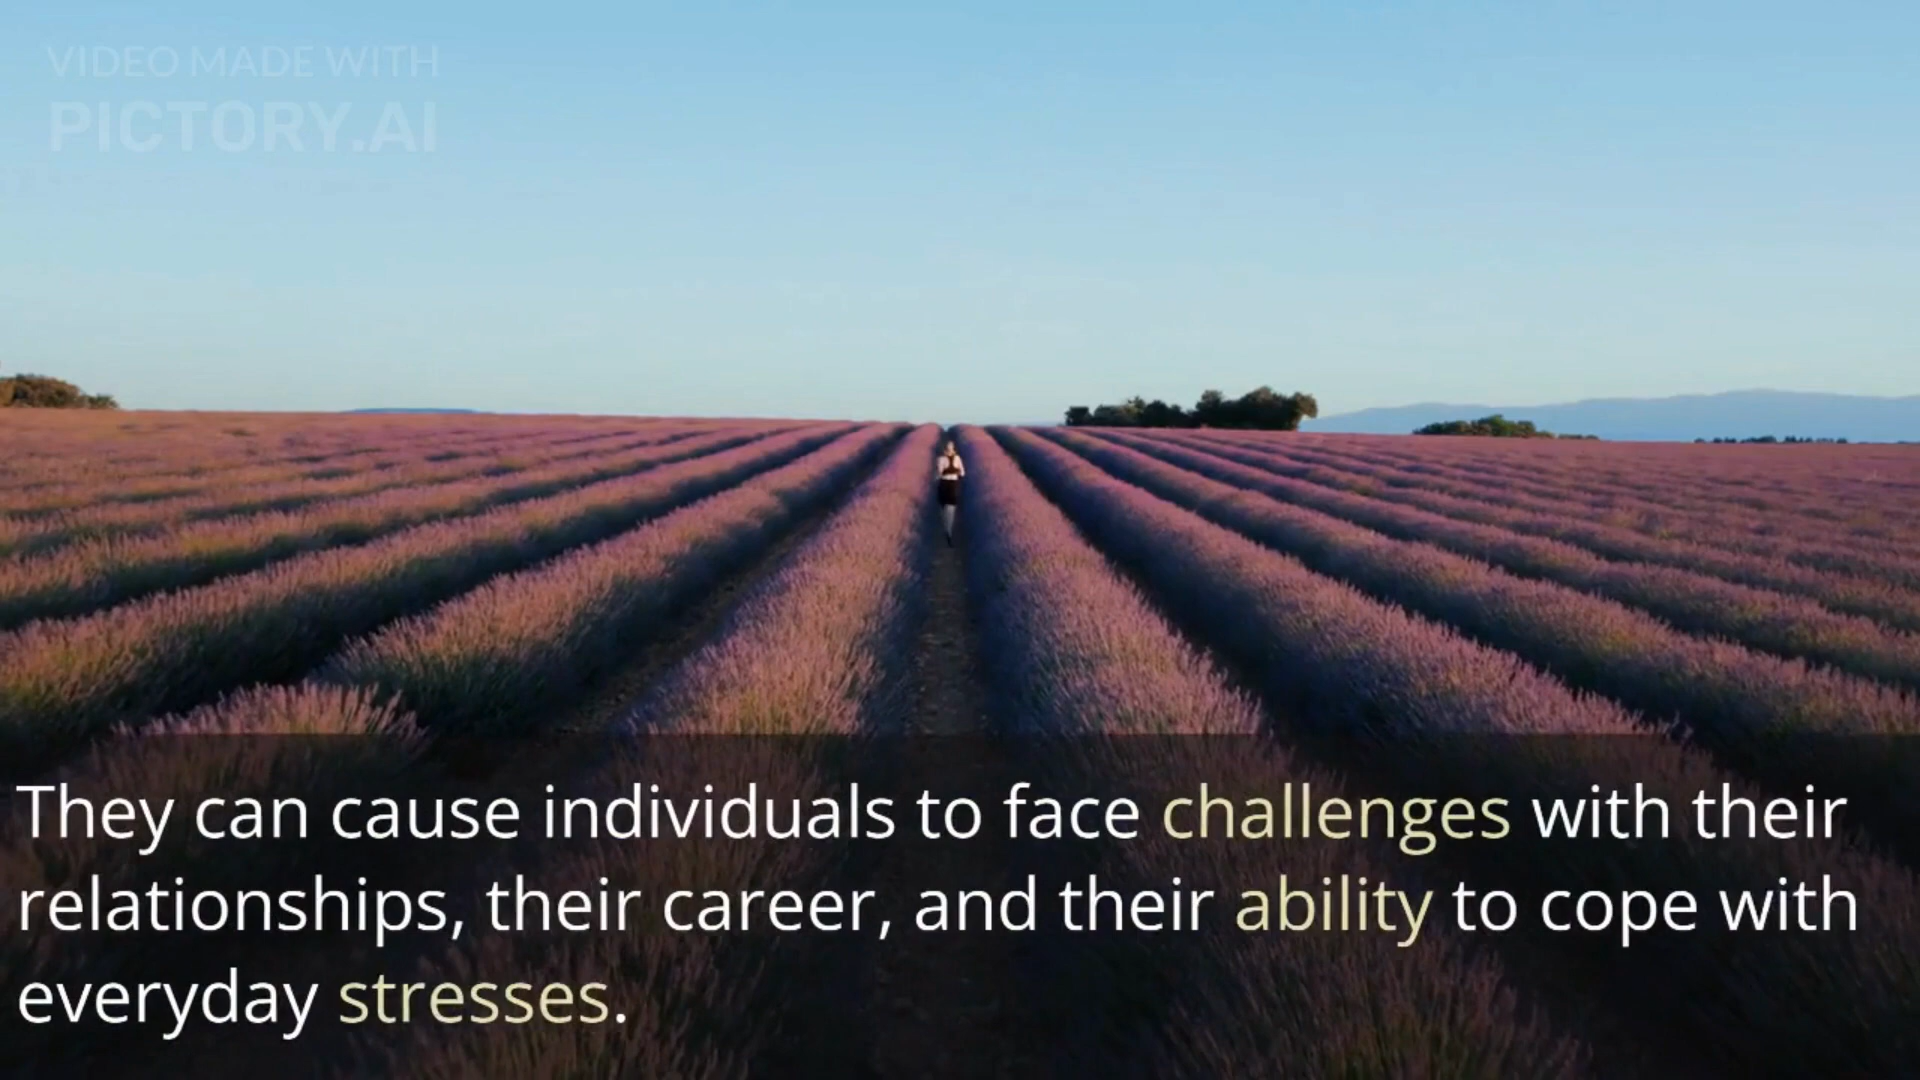 VIDEO MADE WITH
PICTORY.AI
They can cause individuals to face challenges with their
relationships, their career, and their ability to cope with
everyday stresses.